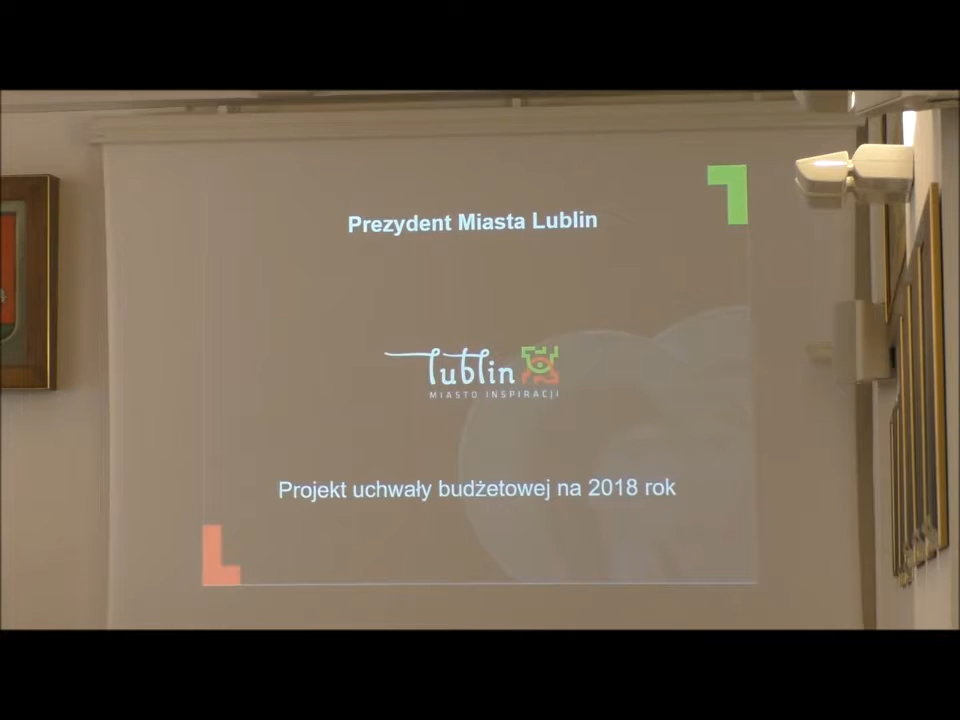 Prezydent Miasta Lublin
lublin
MIASTO INSPIRACJI
Projekt uchwały budżetowej na 2018 rok